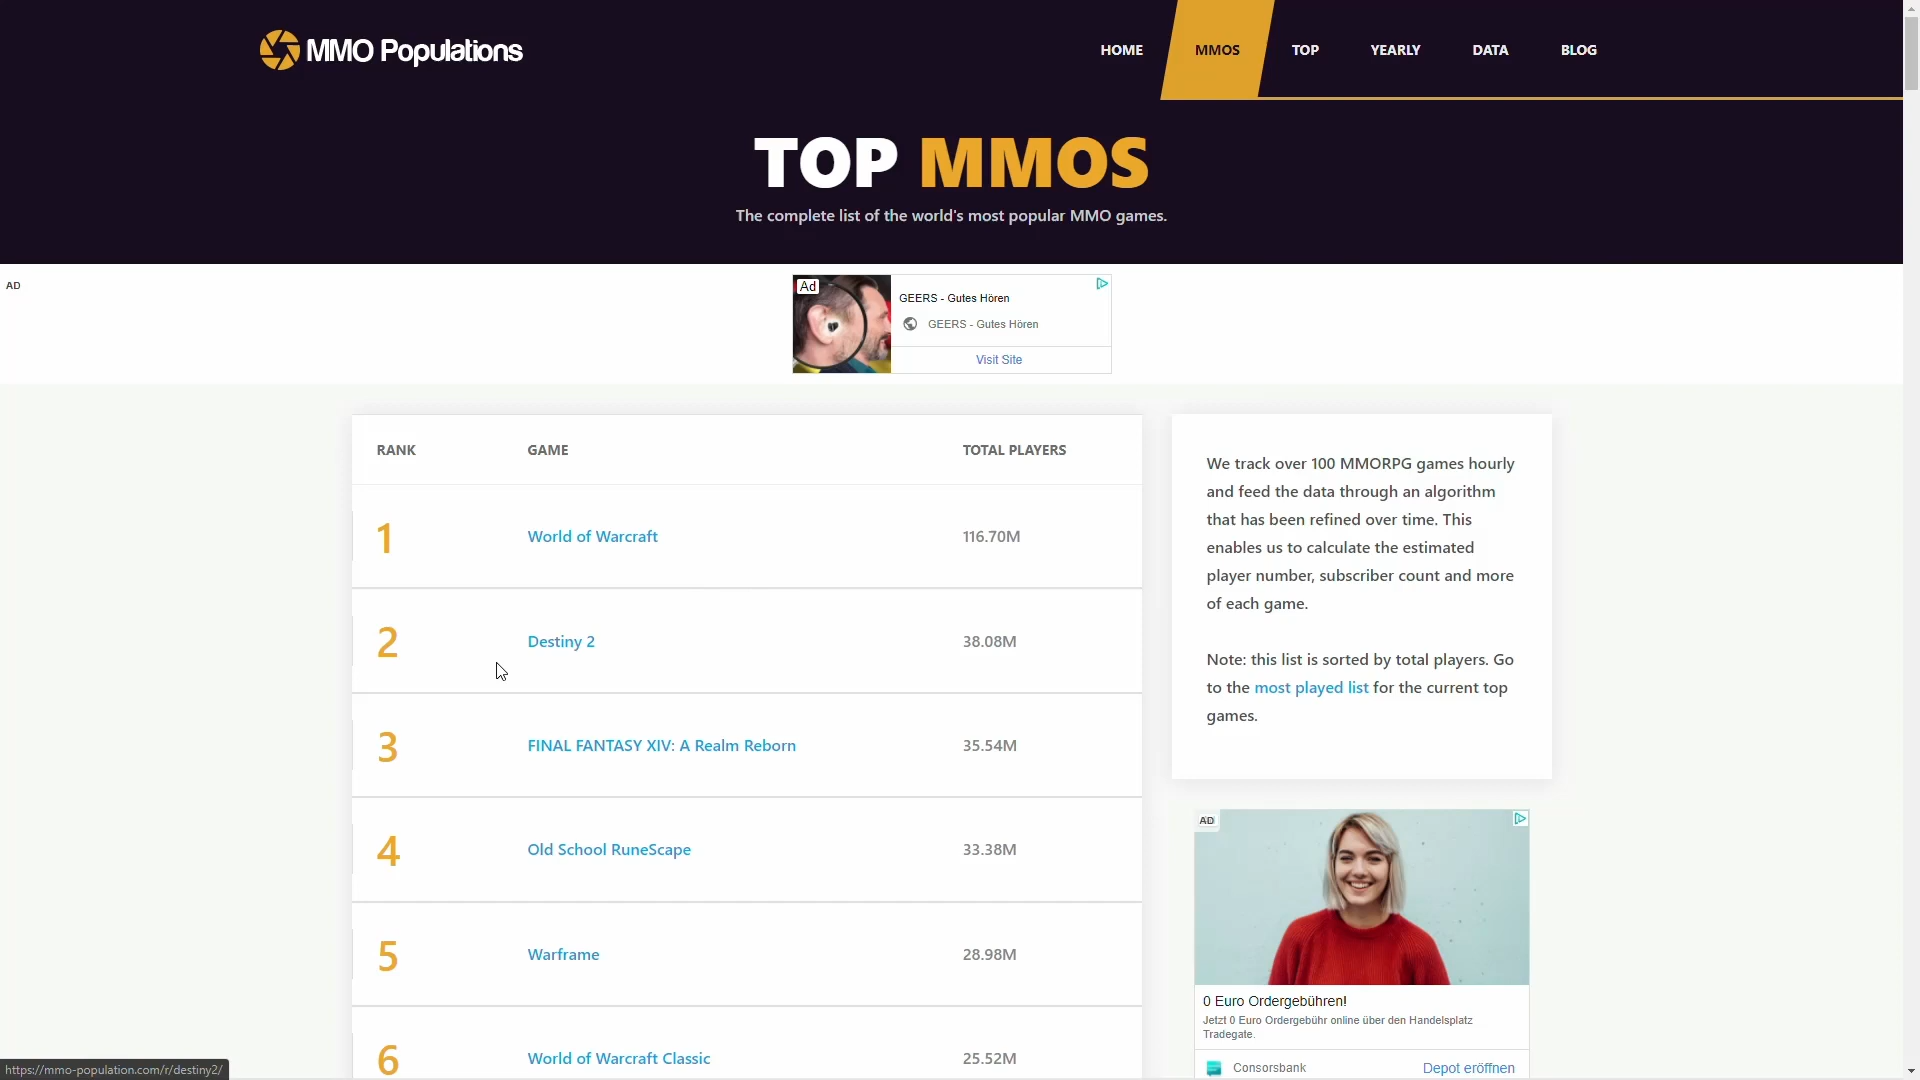 MMO Populations
HOME
MMOS
TOP
YEARLY
DATA
BLOG
TOP MMOS
The complete list of the world's most popular MMO games.
AD
Ad
GEERS - Gutes Hören
GEERS - Gutes Hören
Visit Site
RANK GAME TOTAL PLAYERS
1 World of Warcraft 116.70M
2 Destiny 2 38.08M
3 FINAL FANTASY XIV: A Realm Reborn 35.54M
4 Old School RuneScape 33.38M
5 Warframe 28.98M
6 World of Warcraft Classic 25.52M
We track over 100 MMORPG games hourly
and feed the data through an algorithm
that has been refined over time. This
enables us to calculate the estimated
player number, subscriber count and more
of each game.
Note: this list is sorted by total players. Go
to the most played list for the current top
games.
AD
0 Euro Ordergebühren!
Jetzt 0 Euro Ordergebühr online über den Handelsplatz
Tradegate.
Consorsbank
Depot eröffnen
https://mmo-population.com/r/destiny2/